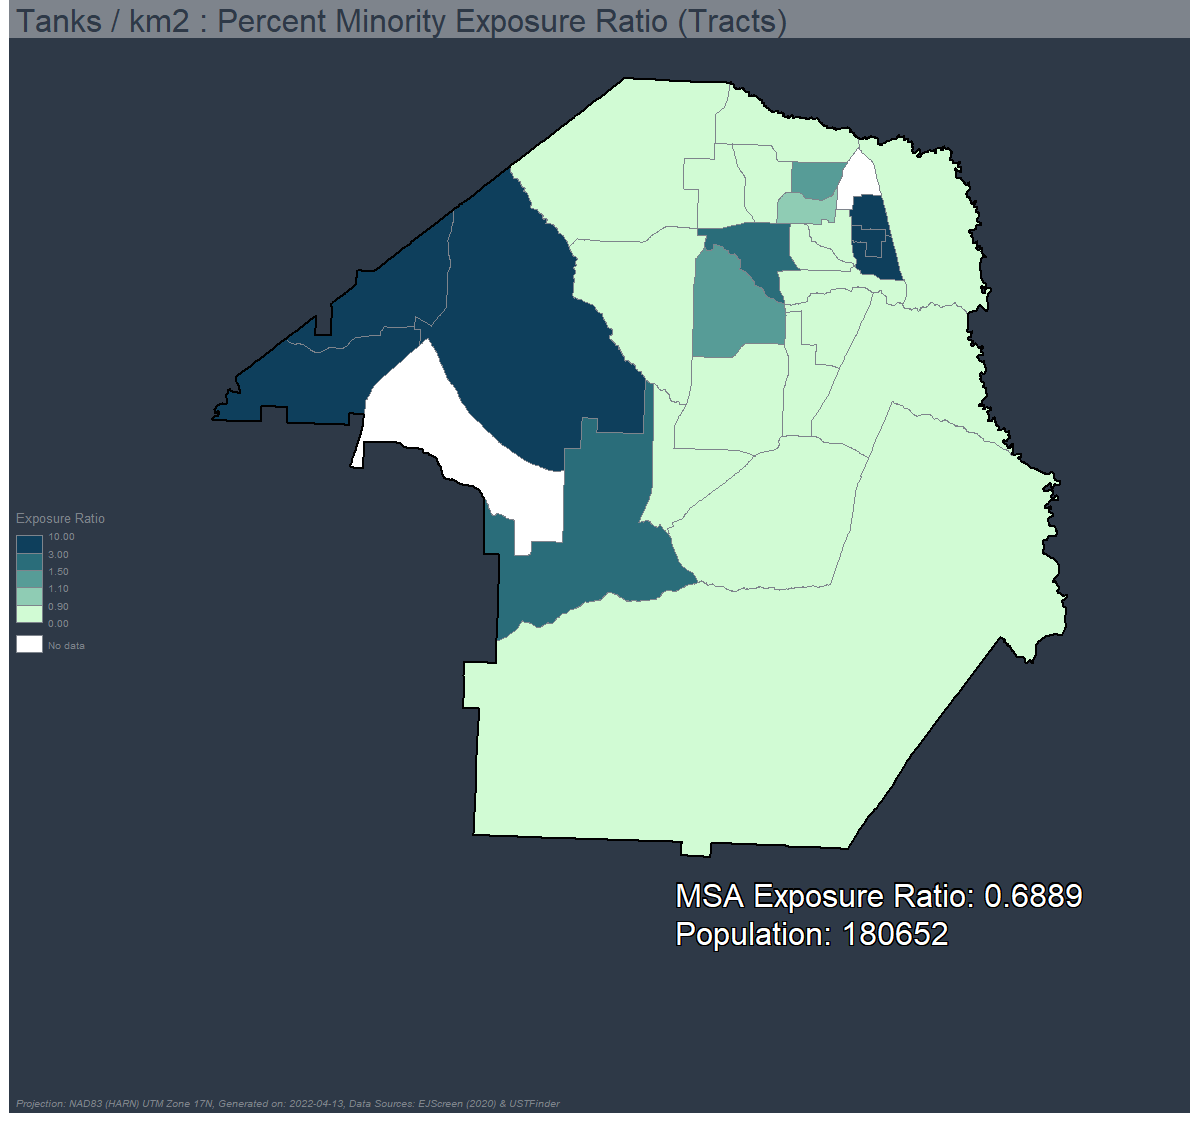 Tanks / km2 : Percent Minority Exposure Ratio (Tracts)
Exposure Ratio
10.00
3.00
1.50
1.10
0.90
0.00
No data
MSA Exposure Ratio: 0.6889
Population: 180652
Projection: NAD83 (HARN) UTM Zone 17N, Generated on: 2022-04-13, Data Sources: EJScreen (2020) & USTFinder